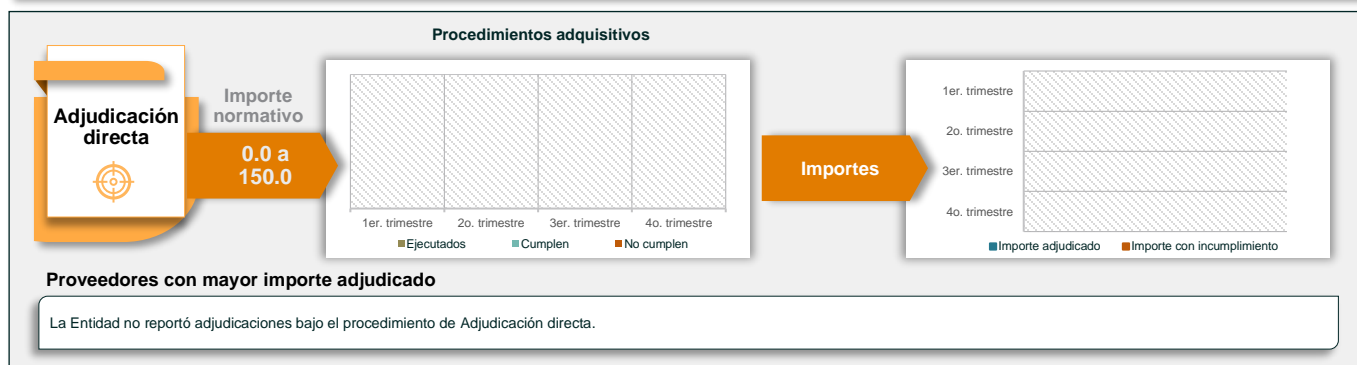 Procedimientos adquisitivos
Adjudicación
directa
Importe
normativo
0.0 a
150.0
1er. trimestre
2o. trimestre
3er. trimestre
4o. trimestre
Ejecutados
Cumplen
No cumplen
Importes
1er. trimestre
2o. trimestre
3er. trimestre
4o. trimestre
Importe adjudicado
Importe con incumplimiento
Proveedores con mayor importe adjudicado
La Entidad no reportó adjudicaciones bajo el procedimiento de Adjudicación directa.